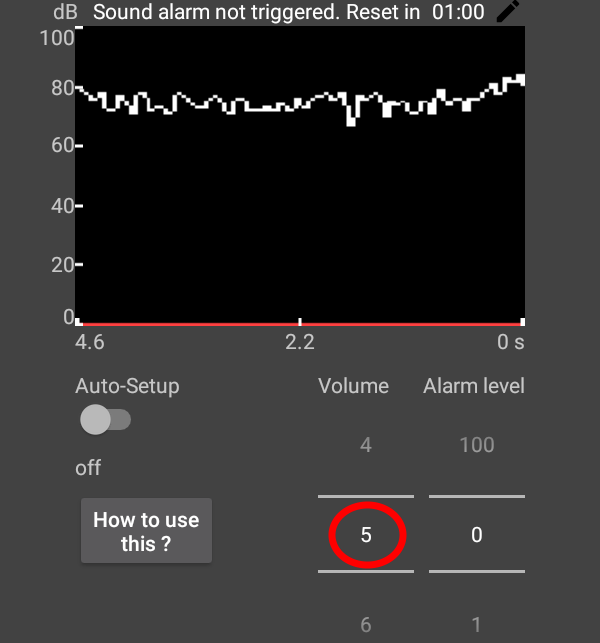 dB Sound alarm not triggered. Reset in 01:00
100
80
60
40
20
0
4.6 2.2 0 s
Auto-Setup Volume Alarm level
4 100
off
How to use
this ?
5 0
6 1